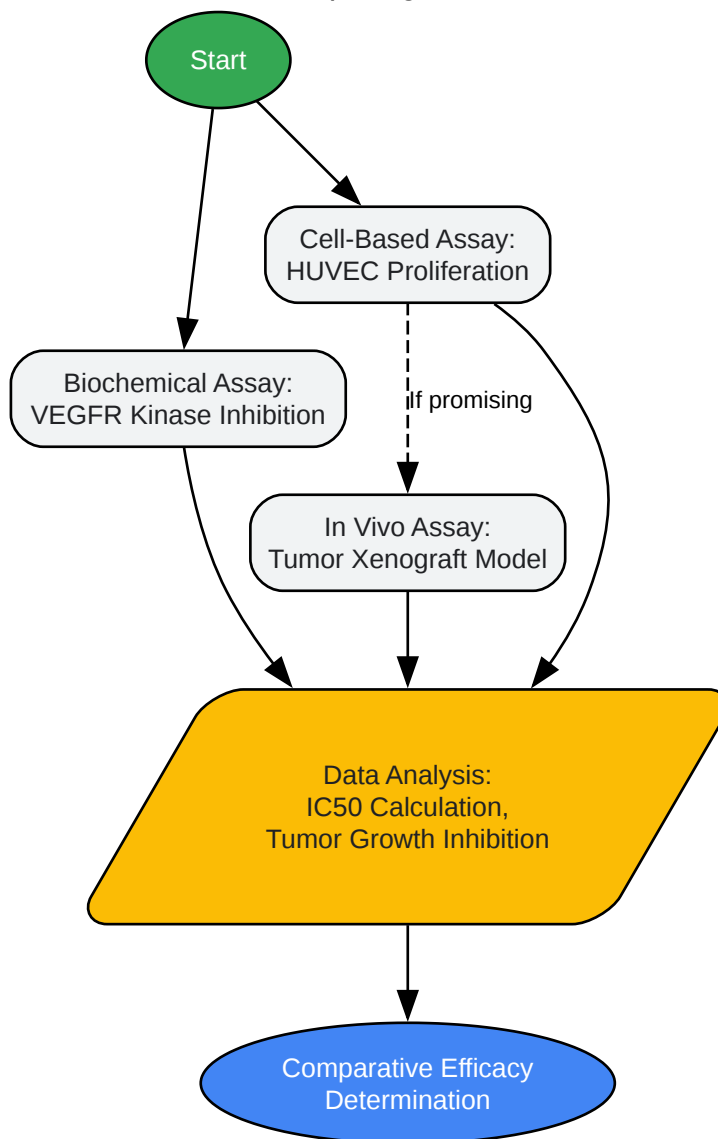 Start
Cell-Based Assay:
HUVEC Proliferation
Biochemical Assay:
VEGFR Kinase Inhibition
If promising
In Vivo Assay:
Tumor Xenograft Model
Data Analysis:
IC50 Calculation,
Tumor Growth Inhibition
Comparative Efficacy
Determination